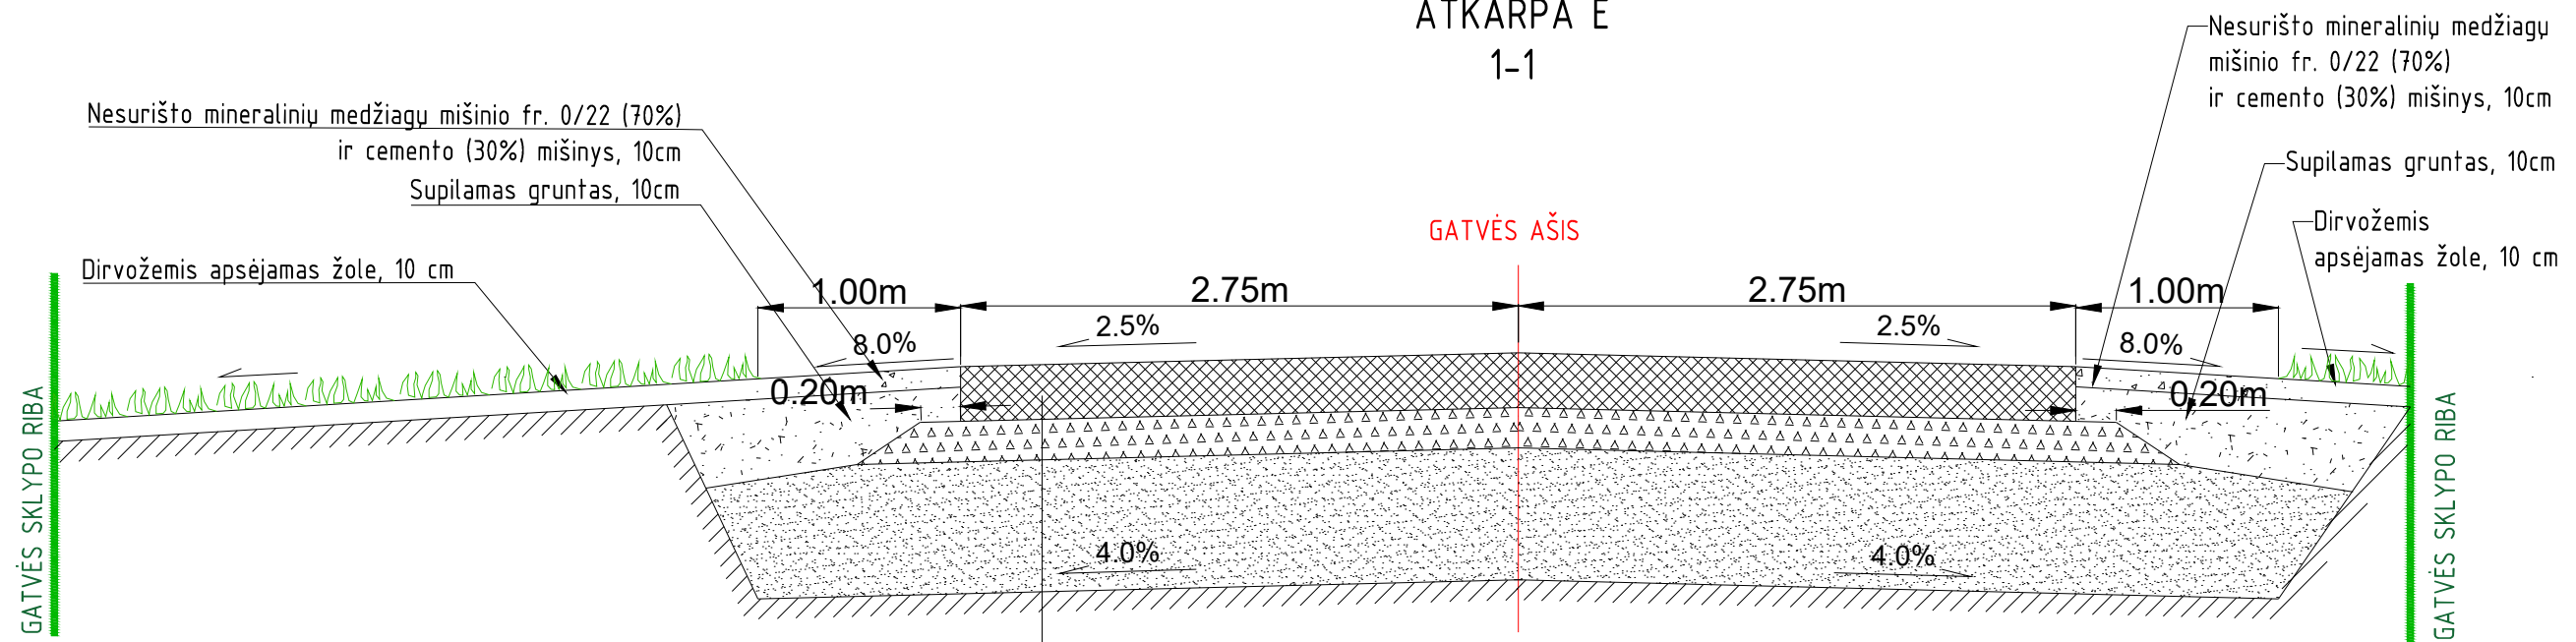 ATKARPA E
1-1
Nesurišto mineralinių medžiagų mišinio fr. 0/22 (70%)
ir cemento (30%) mišinys, 10cm
Supilamas gruntas, 10cm
Dirvožemis apsėjamas žole, 10 cm
Nesurišto mineralinių medžiagų
mišinio fr. 0/22 (70%)
ir cemento (30%) mišinys, 10cm
Supilamas gruntas, 10cm
Dirvožemis
apsėjamas žole, 10 cm
GATVĖS AŠIS
1.00m
2.75m
2.75m
1.00m
8.0%
2.5%
2.5%
8.0%
0.20m
0.20m
4.0%
4.0%
GATVĖS SKLYPO RIBA
GATVĖS SKLYPO RIBA